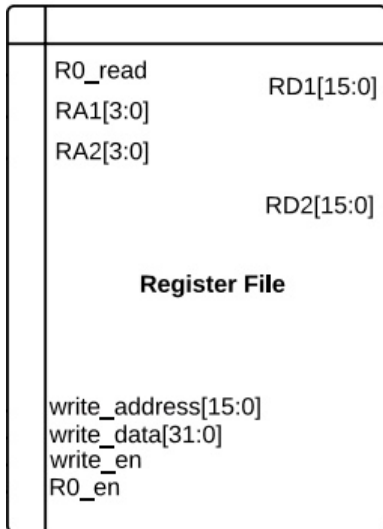 R0_read
RD1[15:0]
RA1[3:0]
RA2[3:0]
RD2[15:0]
Register File
write_address[15:0]
write_data[31:0]
write_en
R0_en